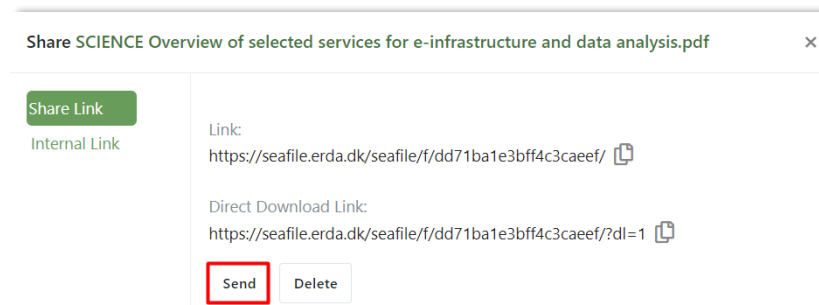 Share SCIENCE Overview of selected services for e-infrastructure and data analysis.pdf
Share Link
Internal Link
Link:
https://seafile.erda.dk/seafile/f/dd71ba1e3bff4c3caeef/
Direct Download Link:
https://seafile.erda.dk/seafile/f/dd71ba1e3bff4c3caeef/?dl=1
Send Delete